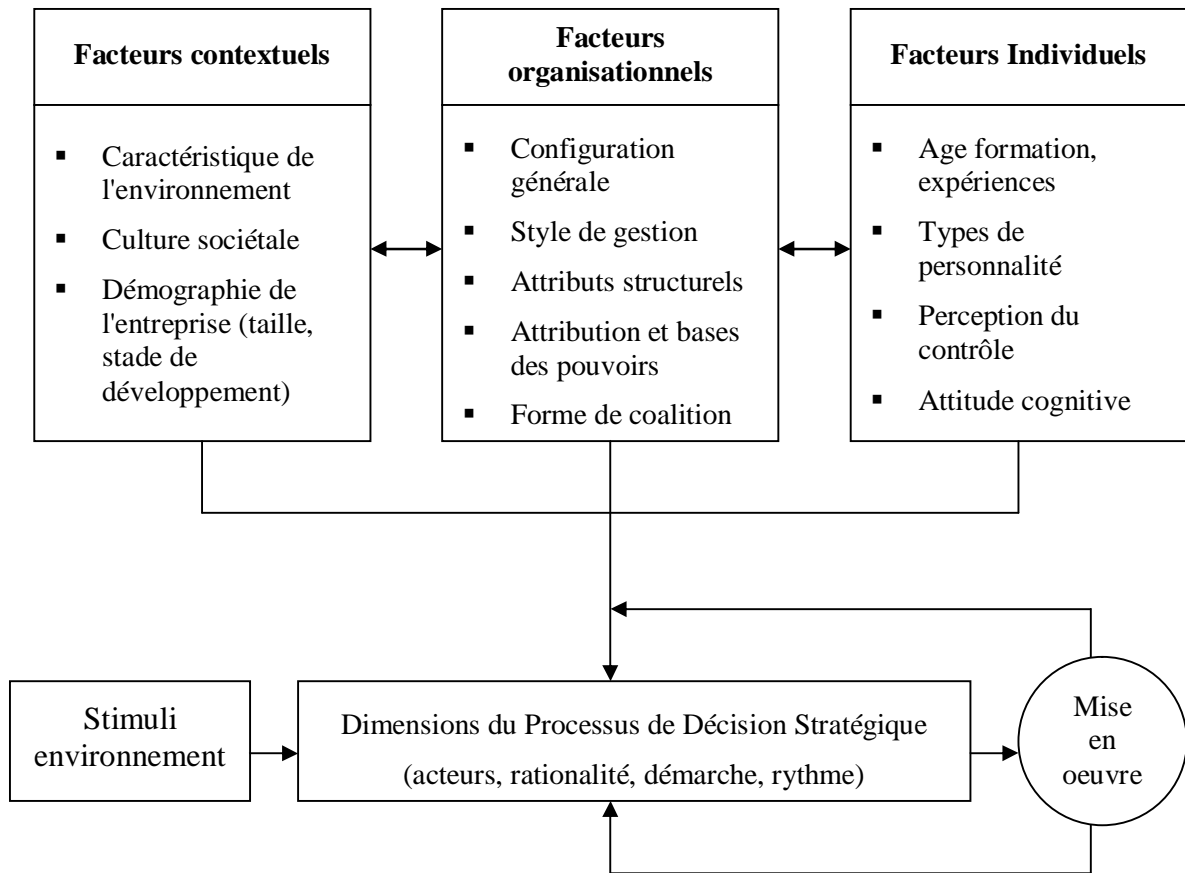 Facteurs contextuels
▪ Caractéristique de
l'environnement
▪ Culture sociétale
▪ Démographie de
l'entreprise (taille,
stade de
développement)
Facteurs
organisationnels
▪ Configuration
générale
▪ Style de gestion
▪ Attributs structurels
▪ Attribution et bases
des pouvoirs
▪ Forme de coalition
Facteurs Individuels
▪ Age formation,
expériences
▪ Types de
personnalité
▪ Perception du
contrôle
▪ Attitude cognitive
Stimuli
environnement
Dimensions du Processus de Décision Stratégique
(acteurs, rationalité, démarche, rythme)
Mise
en
oeuvre